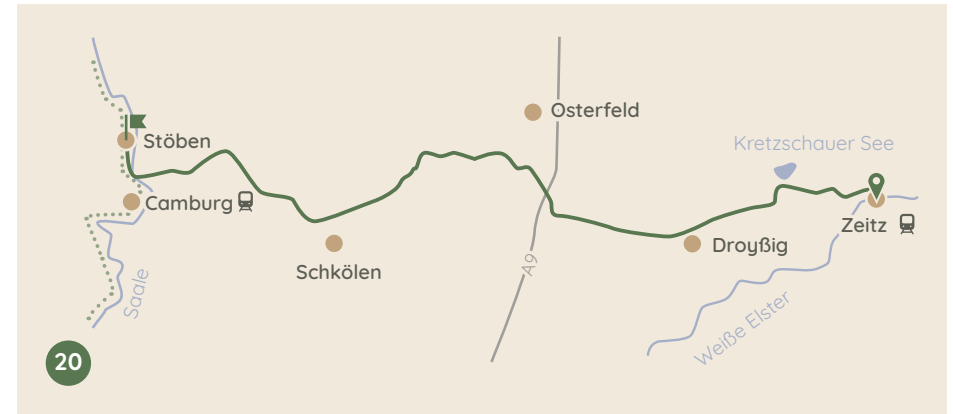 Osterfeld
Stöben
Kretzschauer See
Camburg
Zeitz
Droyßig
Schkölen
A9
Saale
Weiße Elster
20